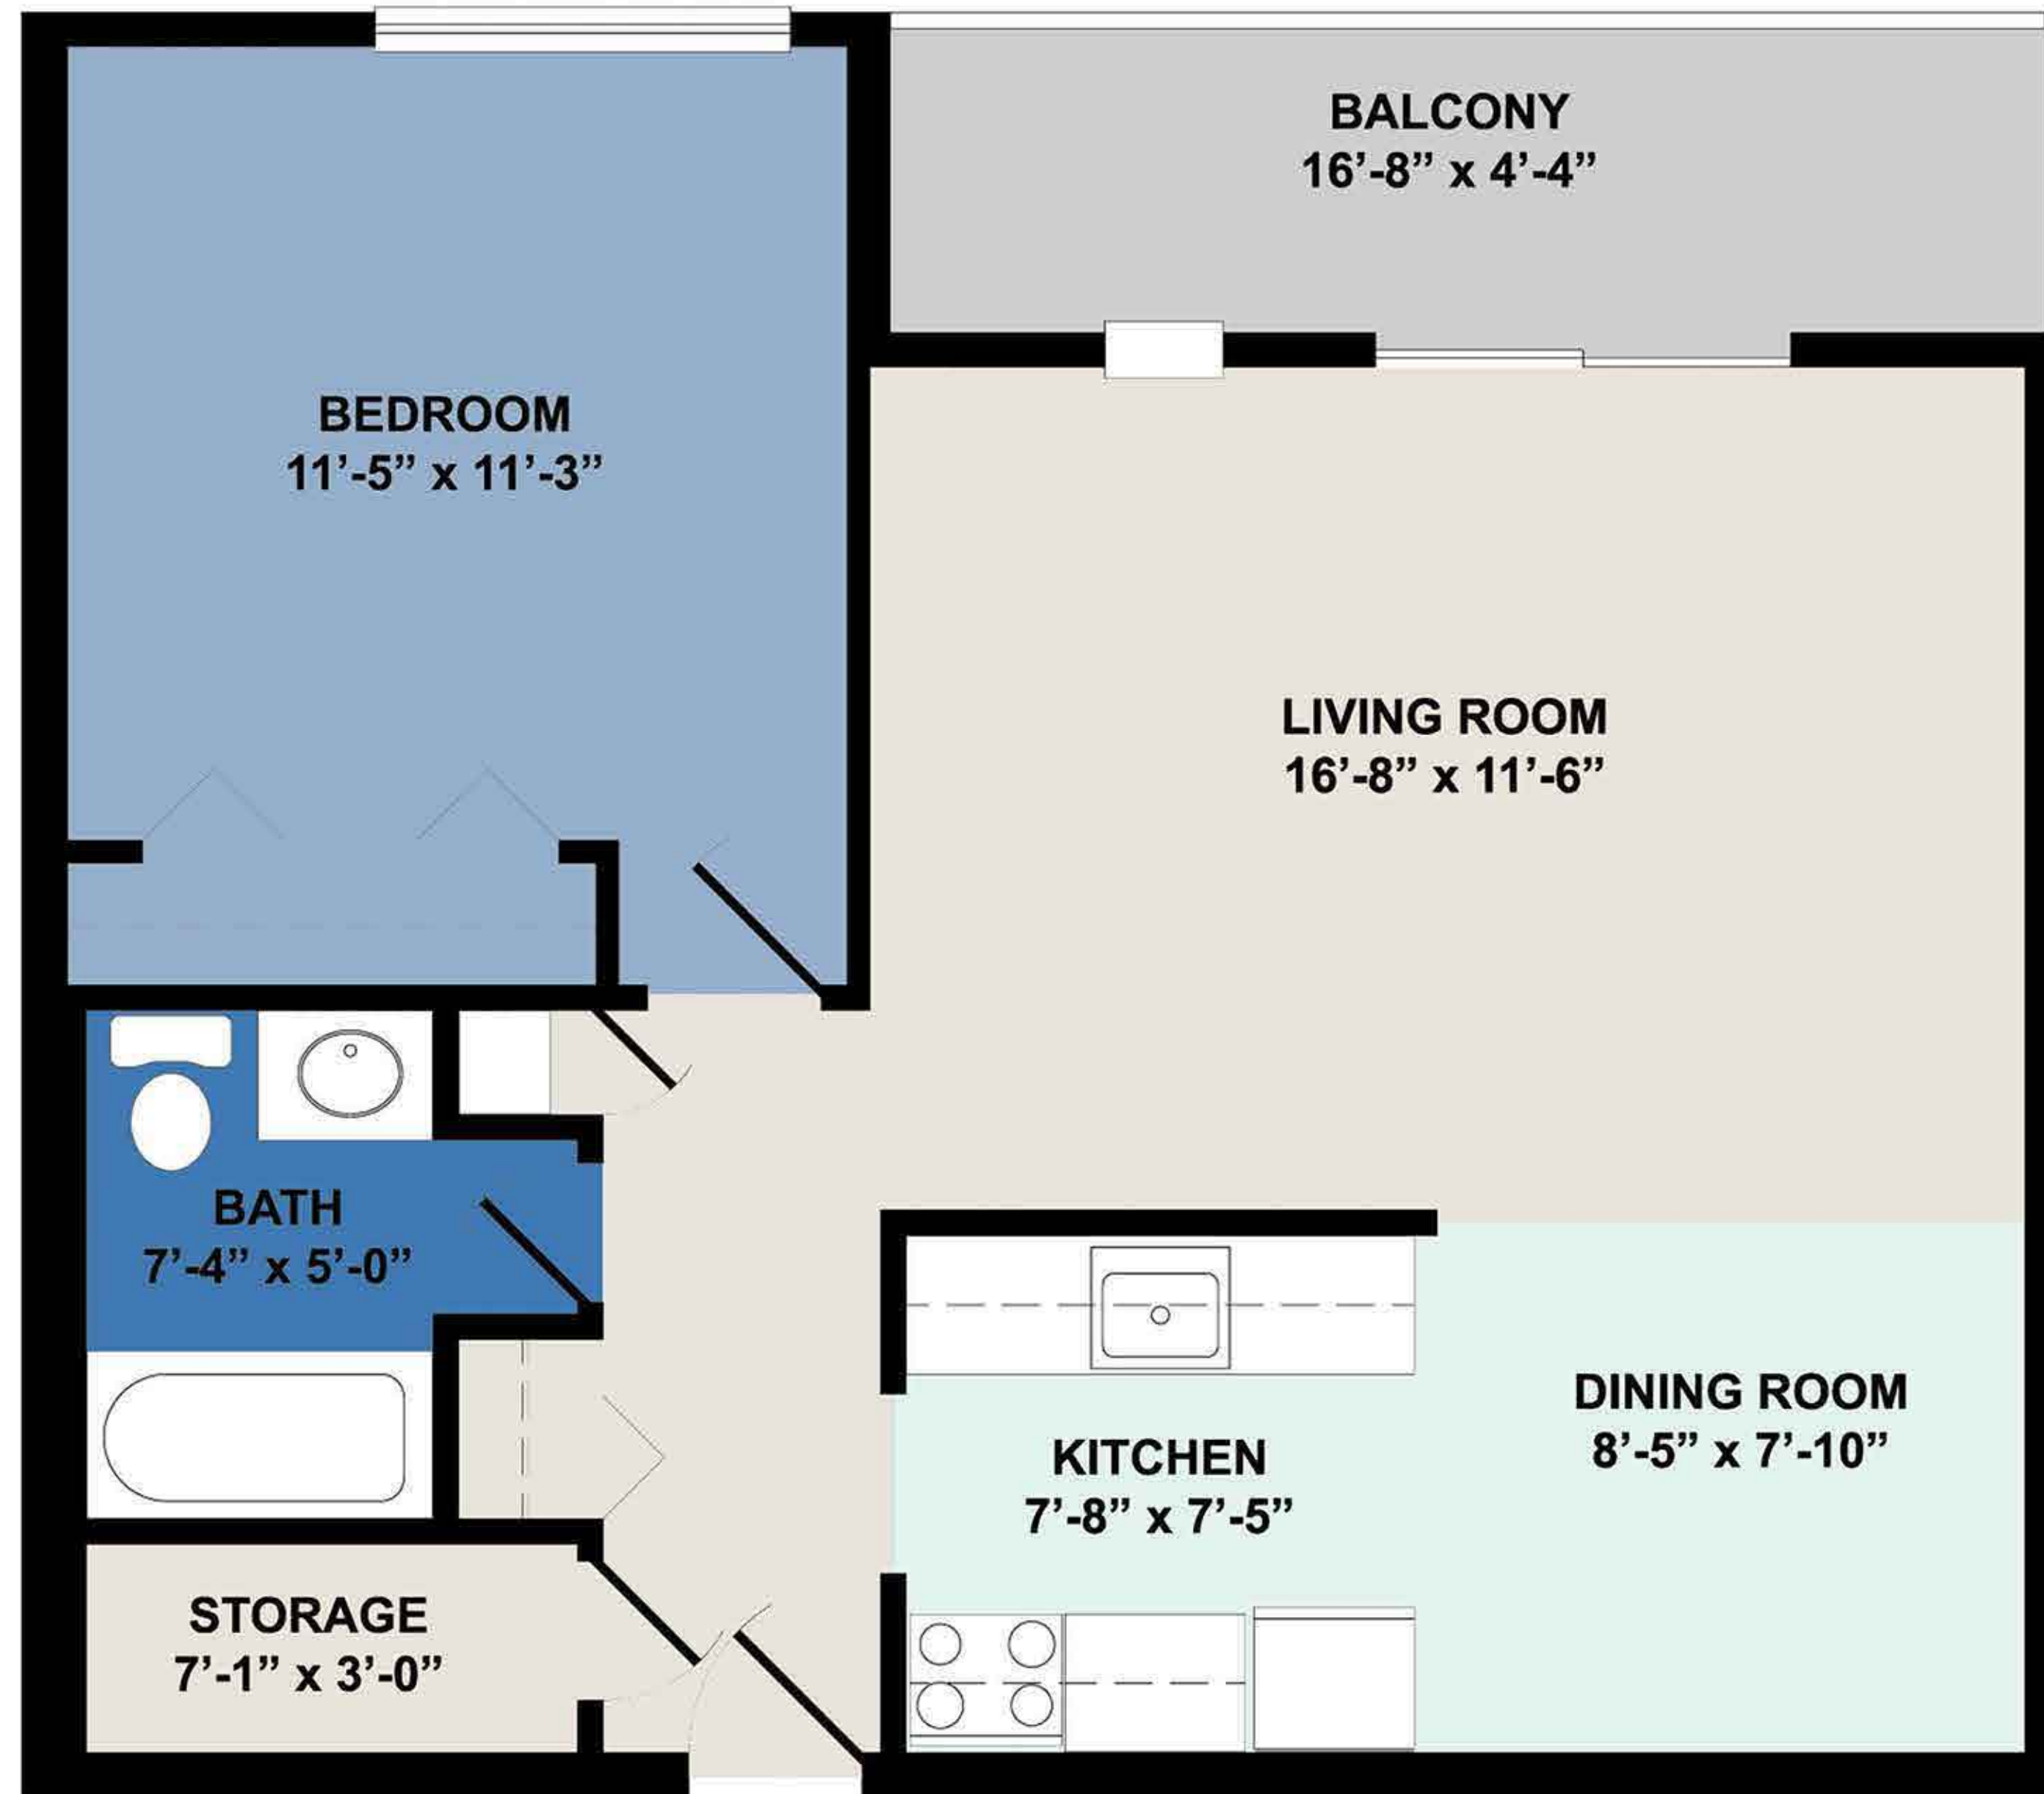 BALCONY
16’-8” x 4’-4”
BEDROOM
11’-5” x 11’-3”
LIVING ROOM
16’-8” x 11’-6”
BATH
7’-4” x 5’-0”
DINING ROOM
8’-5” x 7’-10”
KITCHEN
7’-8” x 7’-5”
STORAGE
7’-1” x 3’-0”